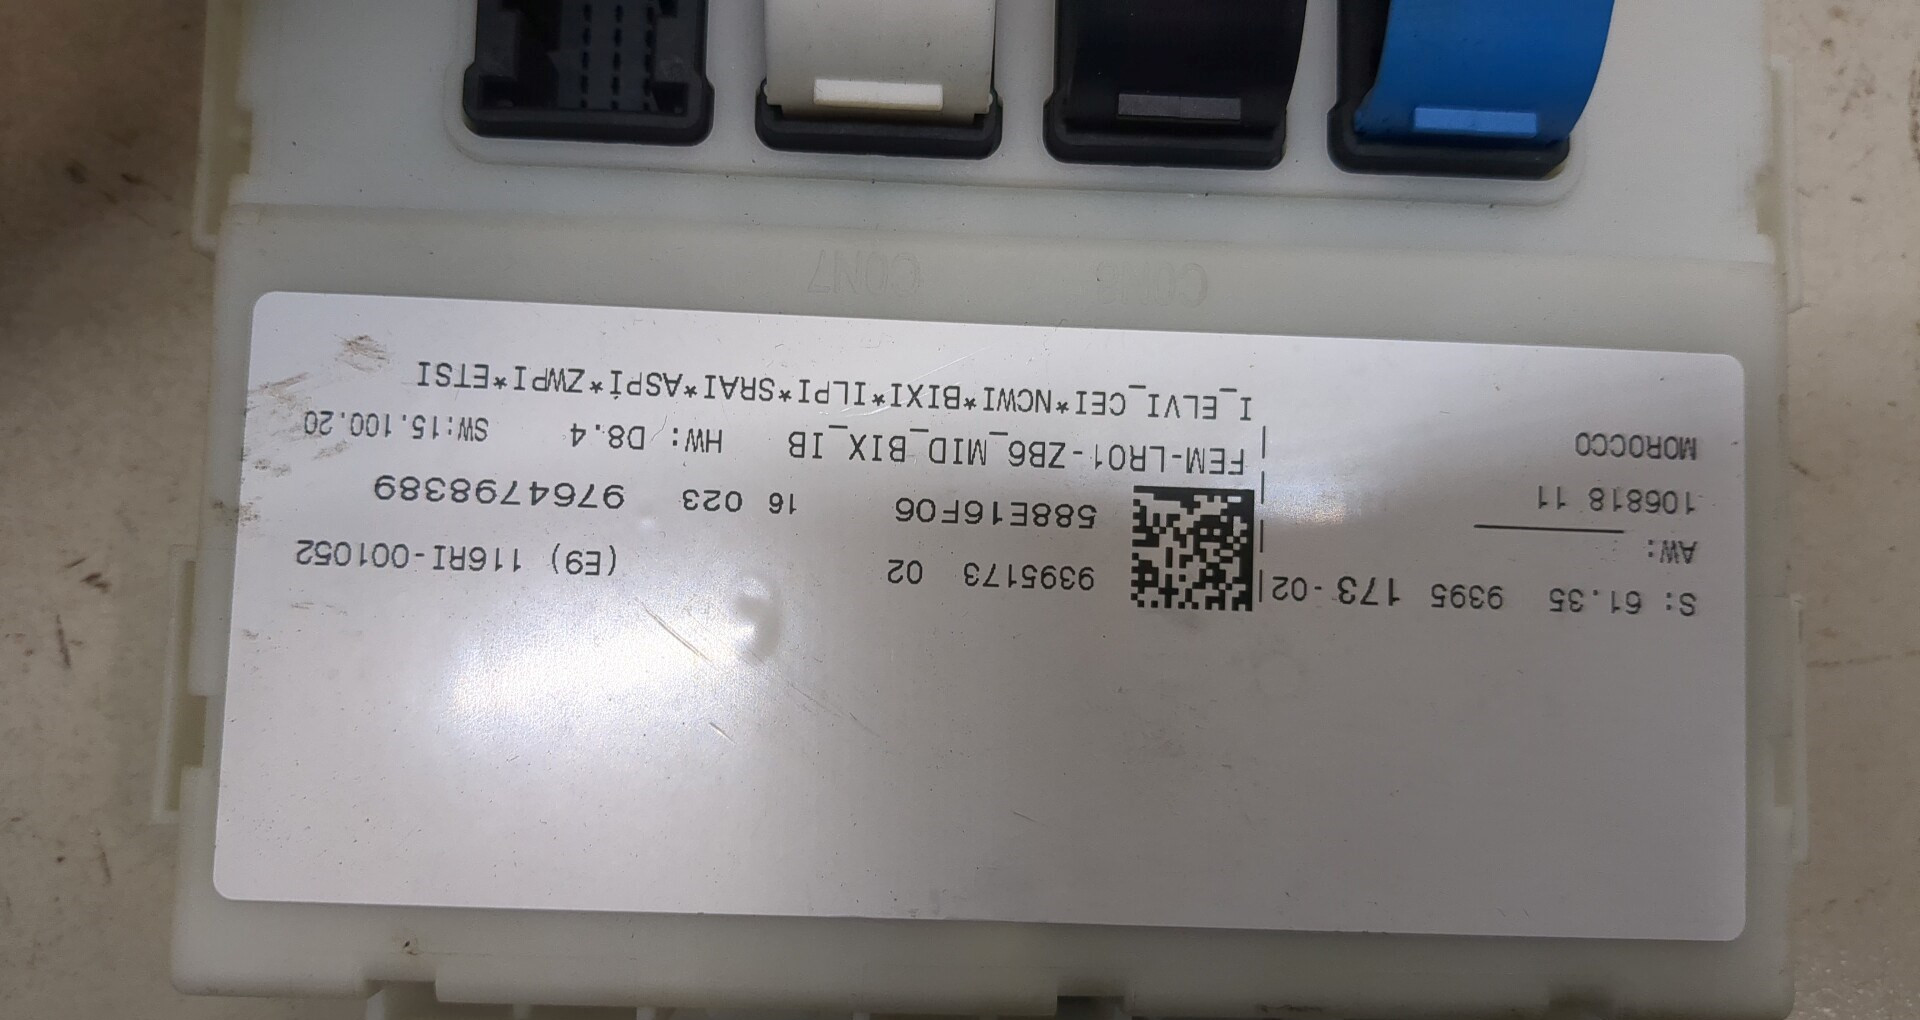 S: 61.35 9395 173-02|
AW:
106818 11
MOROCCO
9395173 02 (E9) 116RI-001052
588E16F06 16 023 9764798389
FEM-LR01-ZB6_MID_BIX_IB HW: D8.4 SW:15.100.20
I_ELVI_CEI*NCWI*BIXI*ILPI*SRAI*ASPI*ZWPI*ETSI
CON7